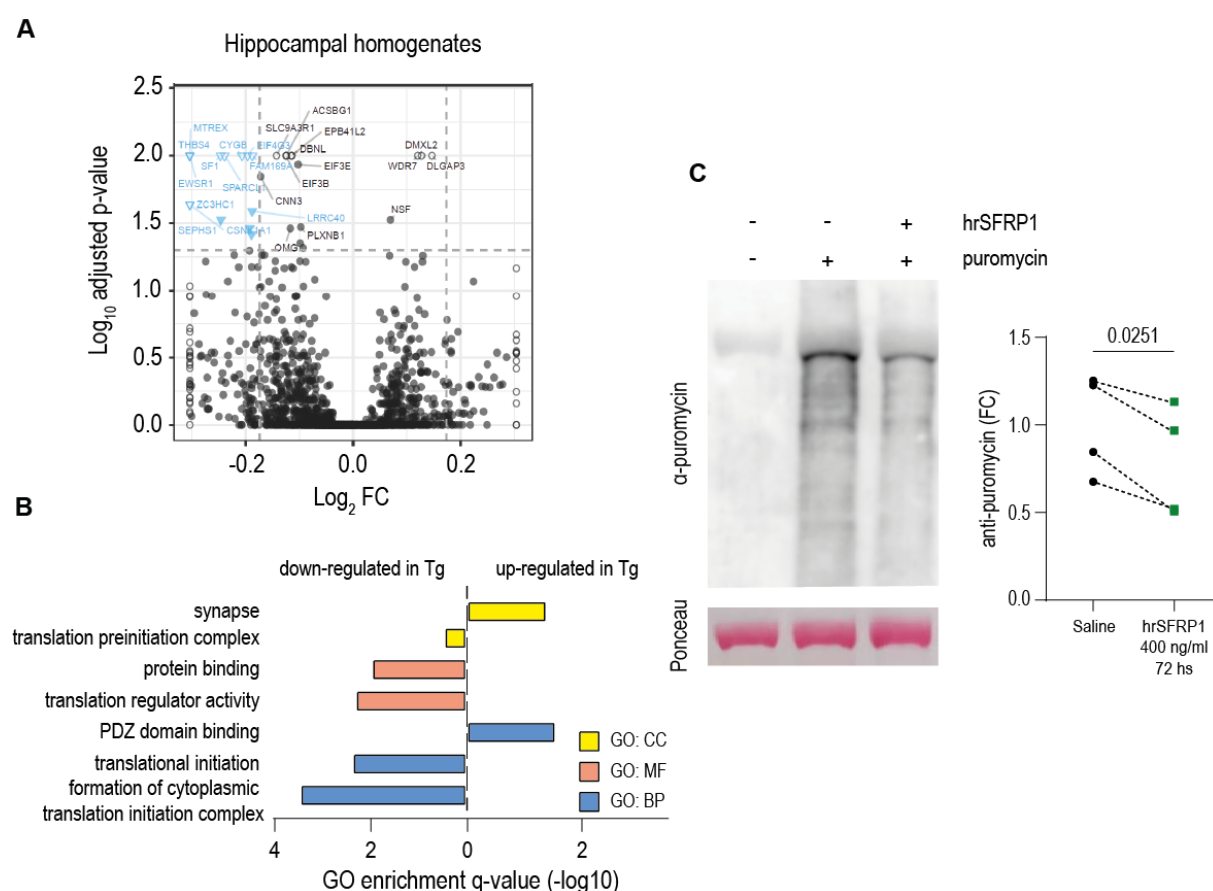 A
Hippocampal homogenates
2.5
2.0
1.5
1.0
0.5
0.0
Log10 adjusted p-value
-0.2
0.0
0.2
Log2 FC
ACSBG1
MTREX
SLC9A3R1
EPB41L2
THBS4
CYGB
EIF4G3
DBNL
DMXL2
SF1
FAM169A
EIF3E
WDR7
DLGAP3
EWSR1
EIF3B
ZC3HC1
CNN3
LRRC40
NSF
SEPHS1
OMG
PLXNB1
B
down-regulated in Tg
up-regulated in Tg
synapse
translation preinitiation complex
protein binding
translation regulator activity
PDZ domain binding
translational initiation
formation of cytoplasmic
translation initiation complex
GO: CC
GO: MF
GO: BP
4
2
0
2
GO enrichment q-value (-log10)
C
- - + hrSFRP1
- + + puromycin
α-puromycin
Ponceau
0.0251
1.5
1.0
0.5
0.0
anti-puromycin (FC)
Saline
hrSFRP1
400 ng/ml
72 hs